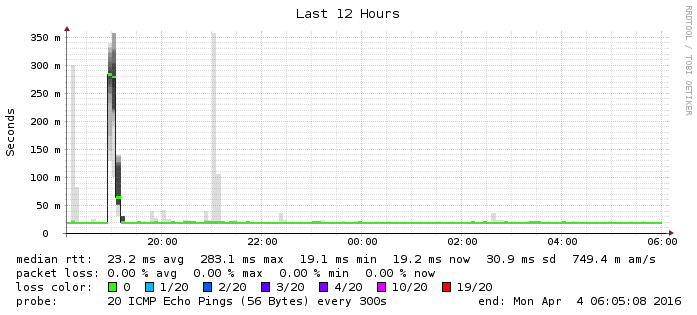 Last 12 Hours
RRDTOOL / TOBI OETIKER
Seconds
350 m
300 m
250 m
200 m
150 m
100 m
50 m
0
20:00 22:00 00:00 02:00 04:00 06:00
median rtt: 23.2 ms avg 283.1 ms max 19.1 ms min 19.2 ms now 30.9 ms sd 749.4 m am/s
packet loss: 0.00 % avg 0.00 % max 0.00 % min 0.00 % now
loss color: 0 1/20 2/20 3/20 4/20 10/20 19/20
probe: 20 ICMP Echo Pings (56 Bytes) every 300s end: Mon Apr 4 06:05:08 2016